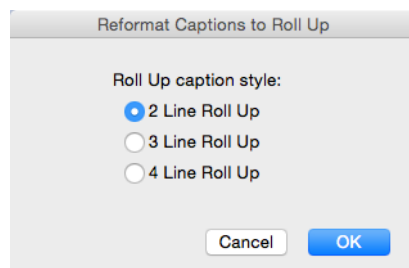 Reformat Captions to Roll Up
Roll Up caption style:
2 Line Roll Up
3 Line Roll Up
4 Line Roll Up
Cancel OK